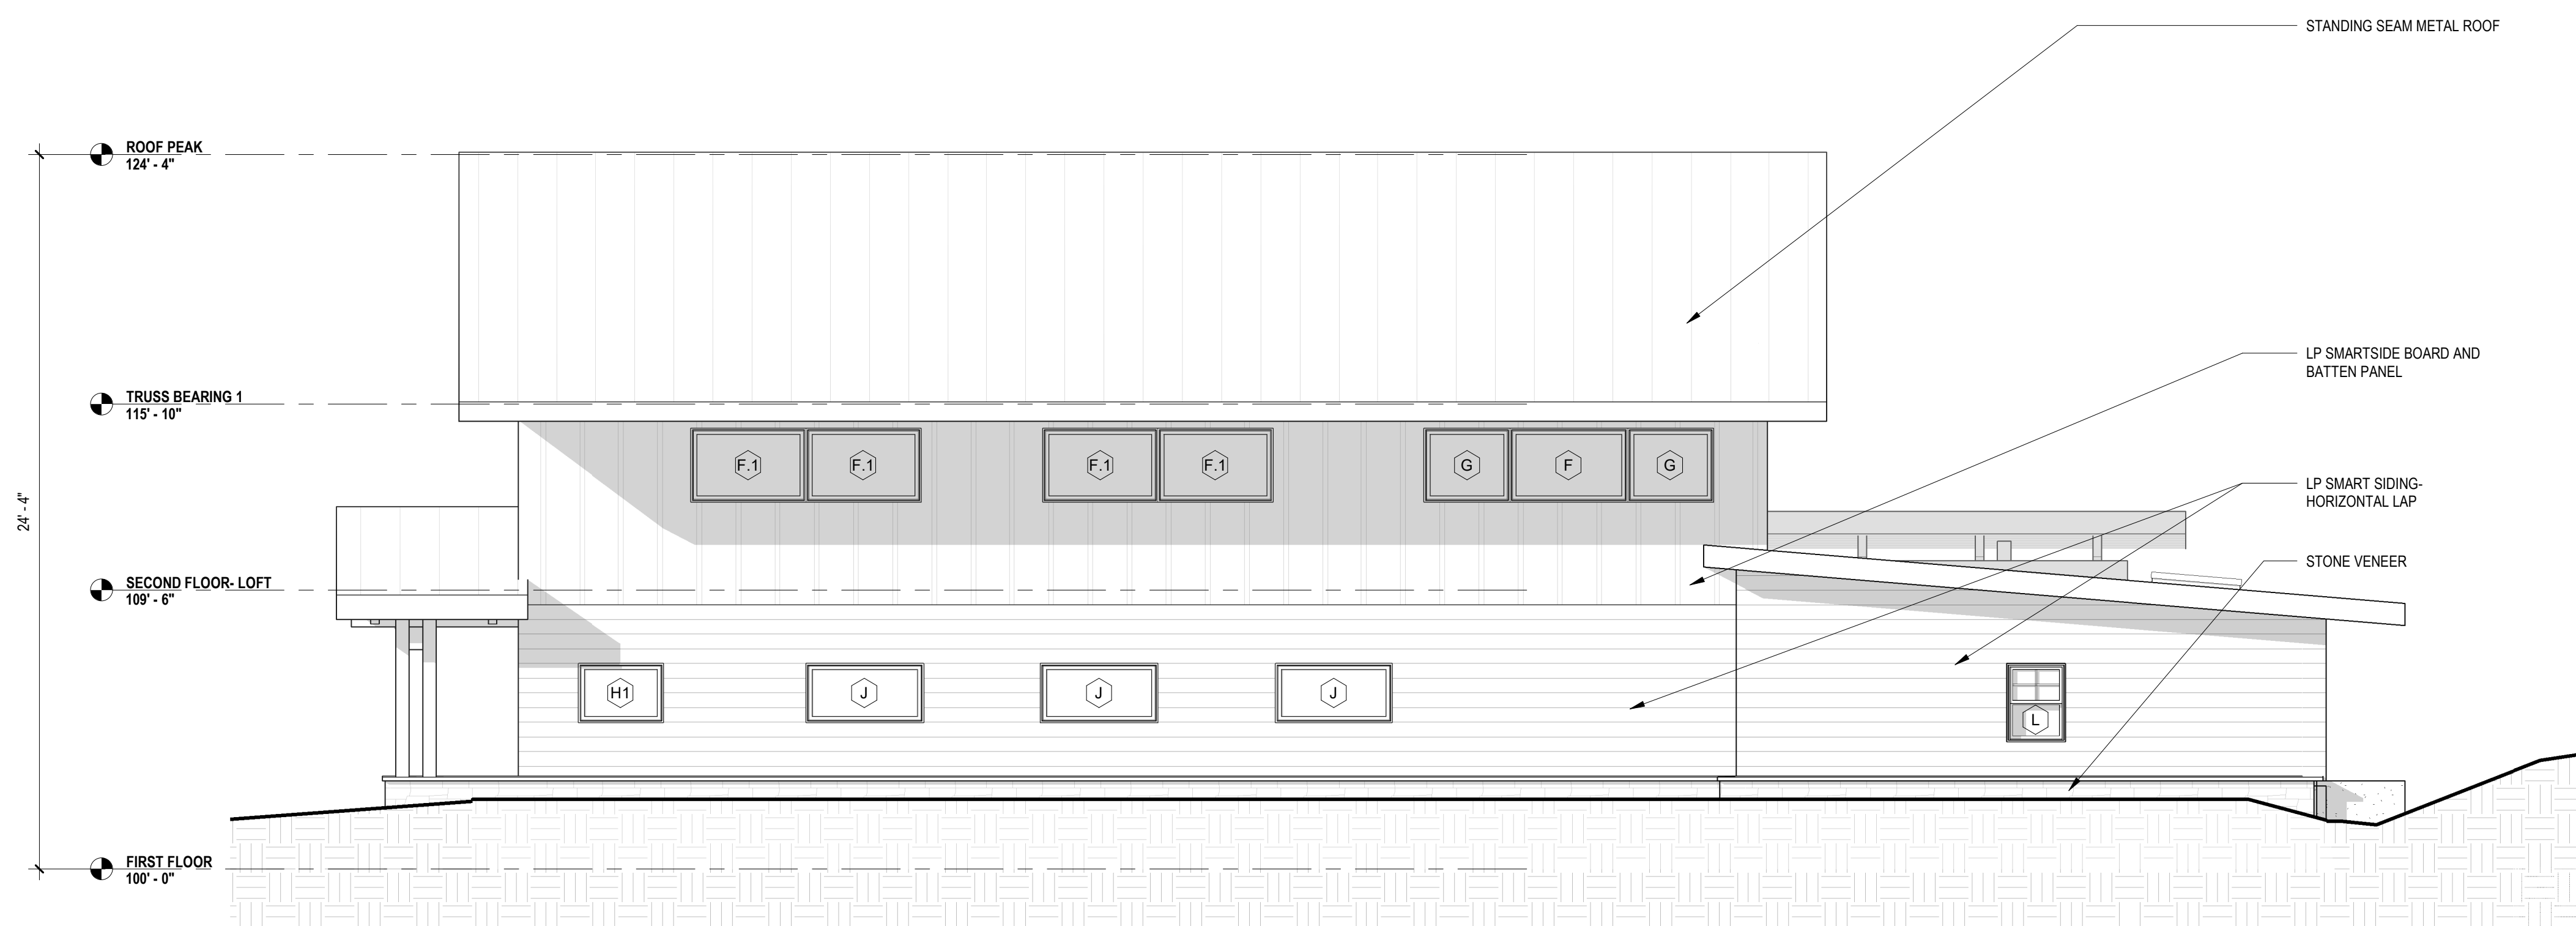 STANDING SEAM METAL ROOF
ROOF PEAK
124' - 4"
LP SMARTSIDE BOARD AND
BATTEN PANEL
TRUSS BEARING 1
115' - 10"
F.1
F.1
F.1
F.1
G
F
G
LP SMART SIDING-
HORIZONTAL LAP
24' - 4"
STONE VENEER
SECOND FLOOR- LOFT
109' - 6"
H1
J
J
J
L
FIRST FLOOR
100' - 0"